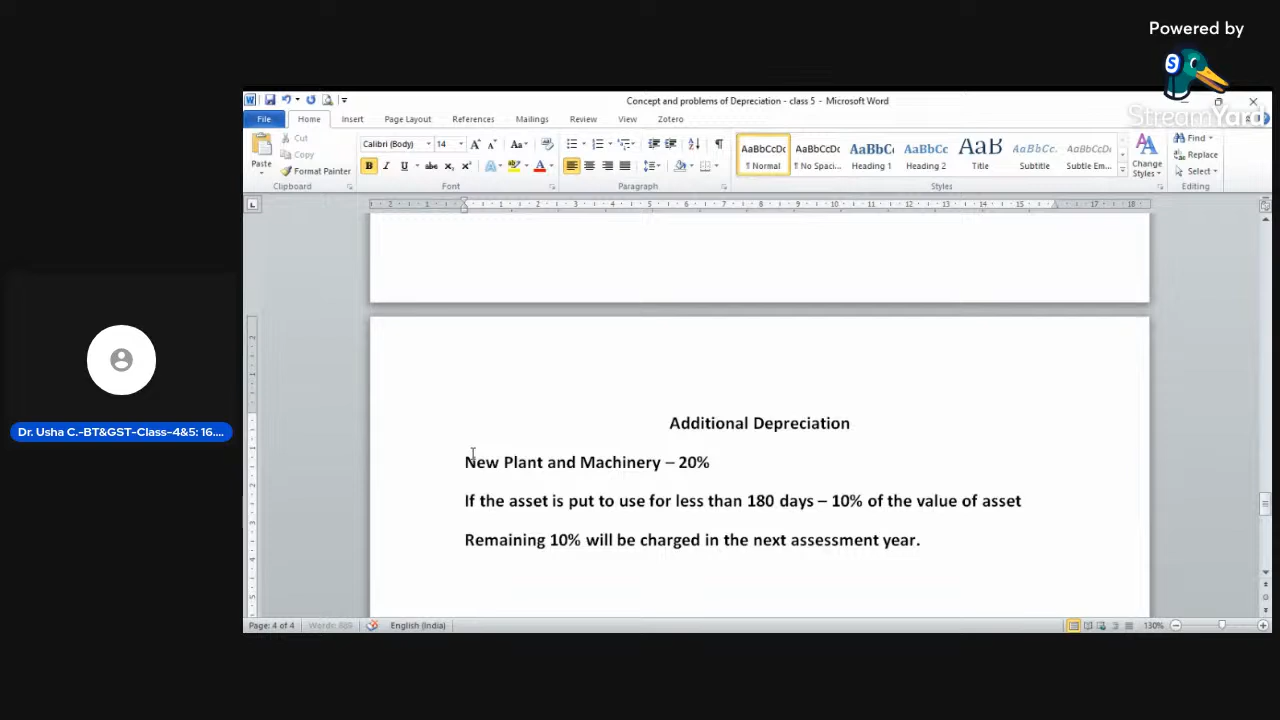 Powered by
StreamYard
Concept and problems of Depreciation - class 5 - Microsoft Word
File Home Insert Page Layout References Mailings Review View Zotero
Paste
Cut
Copy
Format Painter
Clipboard
Calibri (Body) 14
Font
Paragraph
AaBbCcDc AaBbCcDc AaBbCc AaBbCc AaB AaBbCc. AaBbCcDc
¶ Normal ¶ No Spaci... Heading 1 Heading 2 Title Subtitle Subtle Em...
Change Styles
Styles
Find
Replace
Select
Editing
Additional Depreciation
New Plant and Machinery – 20%
If the asset is put to use for less than 180 days – 10% of the value of asset
Remaining 10% will be charged in the next assessment year.
Dr. Usha C.-BT&GST-Class-4&5: 16....
Page: 4 of 4 English (India) 130%